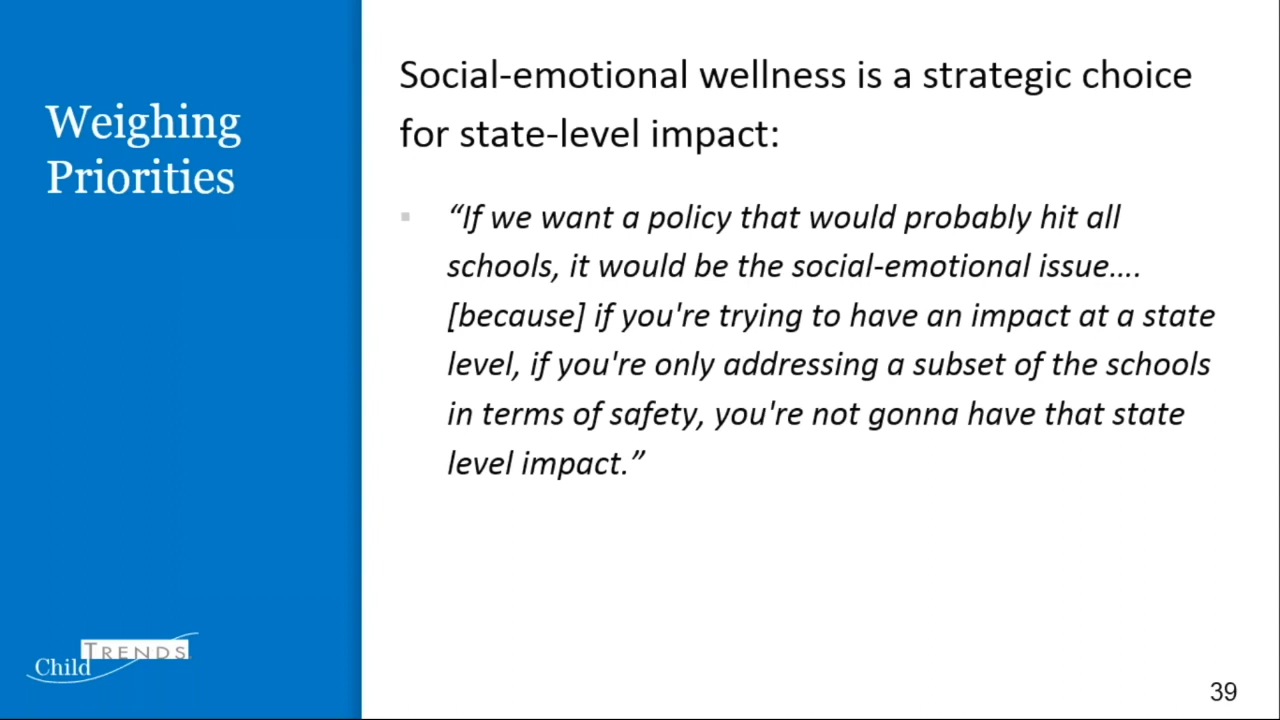 Weighing
Priorities
Social-emotional wellness is a strategic choice
for state-level impact:
“If we want a policy that would probably hit all
schools, it would be the social-emotional issue….
[because] if you're trying to have an impact at a state
level, if you're only addressing a subset of the schools
in terms of safety, you're not gonna have that state
level impact.”
Child TRENDS
39